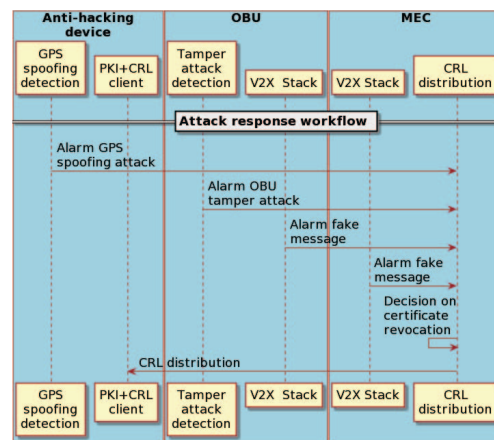 Anti-hacking
device
OBU
MEC
GPS
spoofing
detection
PKI+CRL
client
Tamper
attack
detection
V2X Stack
V2X Stack
CRL
distribution
Attack response workflow
Alarm GPS
spoofing attack
Alarm OBU
tamper attack
Alarm fake
message
Alarm fake
message
Decision on
certificate
revocation
CRL distribution
GPS
spoofing
detection
PKI+CRL
client
Tamper
attack
detection
V2X Stack
V2X Stack
CRL
distribution